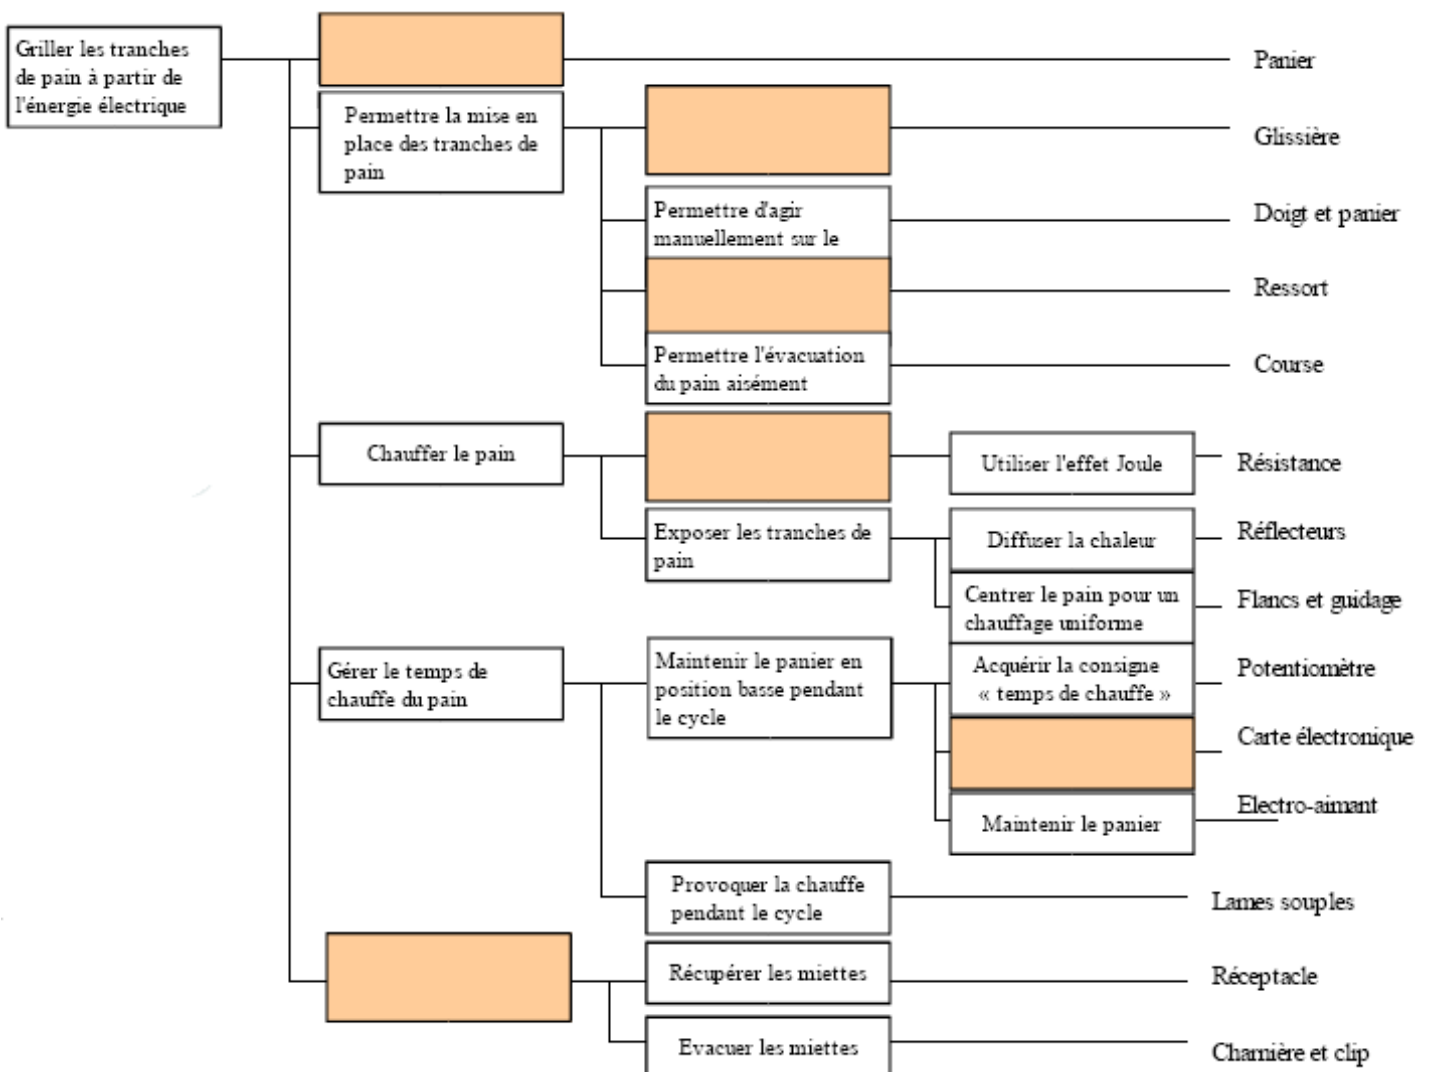 Griller les tranches
de pain à partir de
l'énergie électrique
Panier
Permettre la mise en
place des tranches de
pain
Glissière
Permettre d'agir
manuellement sur le
Doigt et panier
Ressort
Permettre l'évacuation
du pain aisément
Course
Chauffer le pain
Utiliser l'effet Joule
Résistance
Exposer les tranches de
pain
Diffuser la chaleur
Réflecteurs
Centrer le pain pour un
chauffage uniforme
Flancs et guidage
Gérer le temps de
chauffe du pain
Maintenir le panier en
position basse pendant
le cycle
Acquérir la consigne
« temps de chauffe »
Potentiomètre
Carte électronique
Maintenir le panier
Electro-aimant
Provoquer la chauffe
pendant le cycle
Lames souples
Récupérer les miettes
Réceptacle
Evacuer les miettes
Charnière et clip